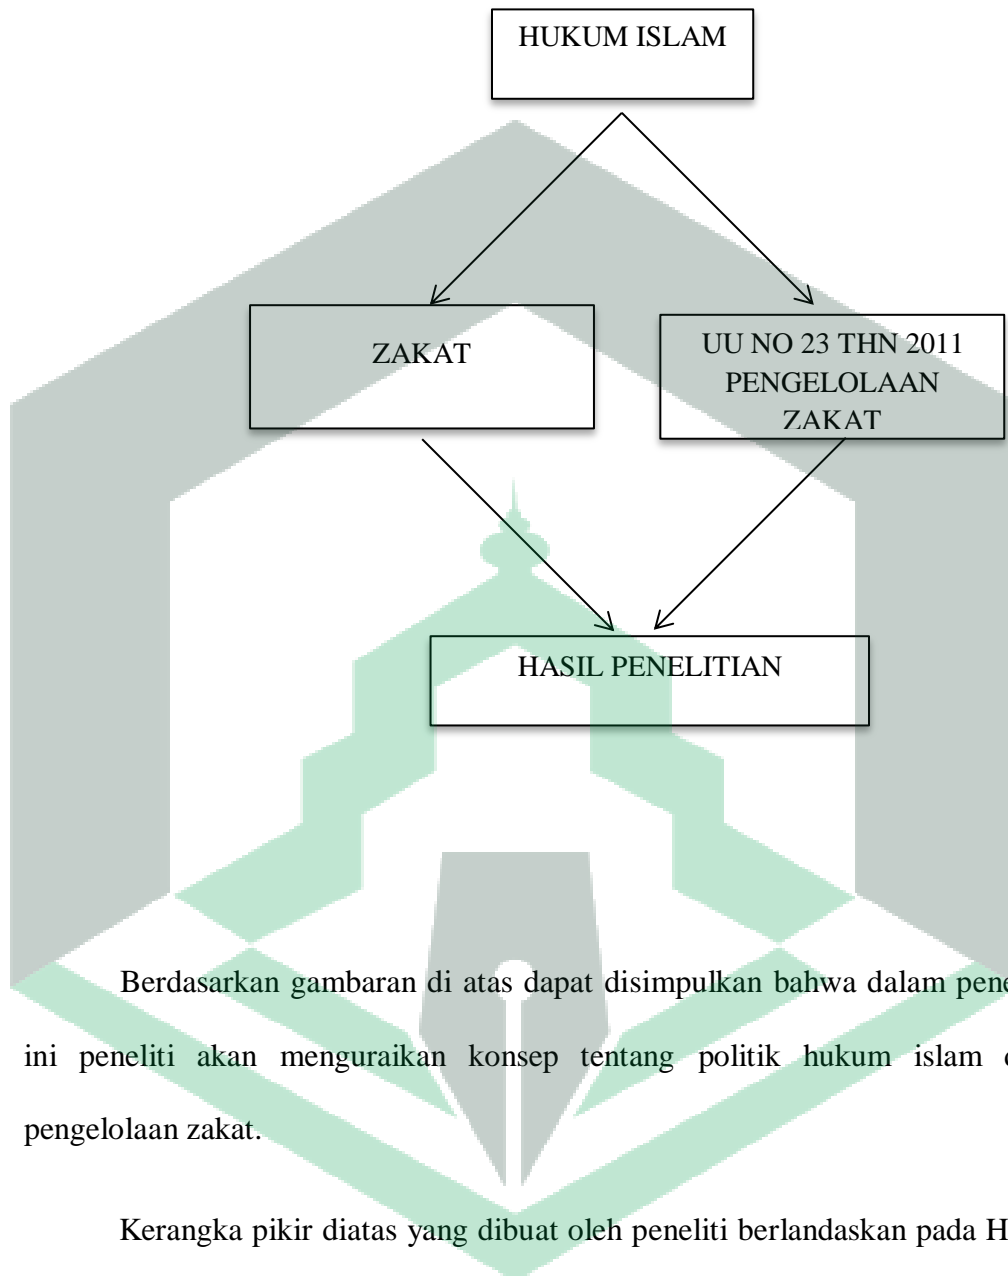 HUKUM ISLAM
ZAKAT
UU NO 23 THN 2011
PENGELOLAAN
ZAKAT
HASIL PENELITIAN
Berdasarkan gambaran di atas dapat disimpulkan bahwa dalam
ini peneliti akan menguraikan konsep tentang politik hukum islam
pengelolaan zakat.
Kerangka pikir diatas yang dibuat oleh peneliti berlandaskan pada